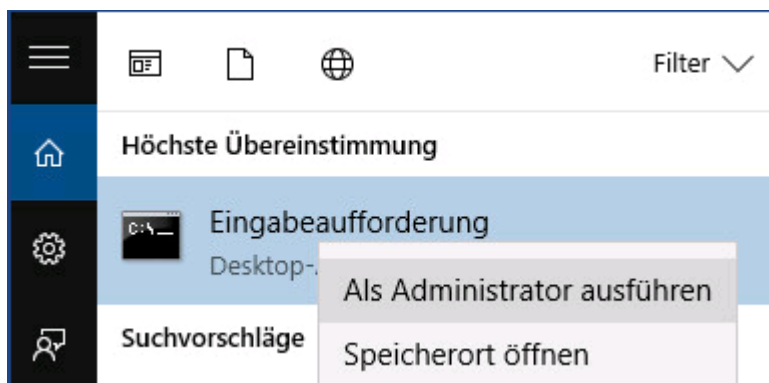 Filter
Höchste Übereinstimmung
C:\_
Eingabeaufforderung
Desktop-
Als Administrator ausführen
Suchvorschläge
Speicherort öffnen